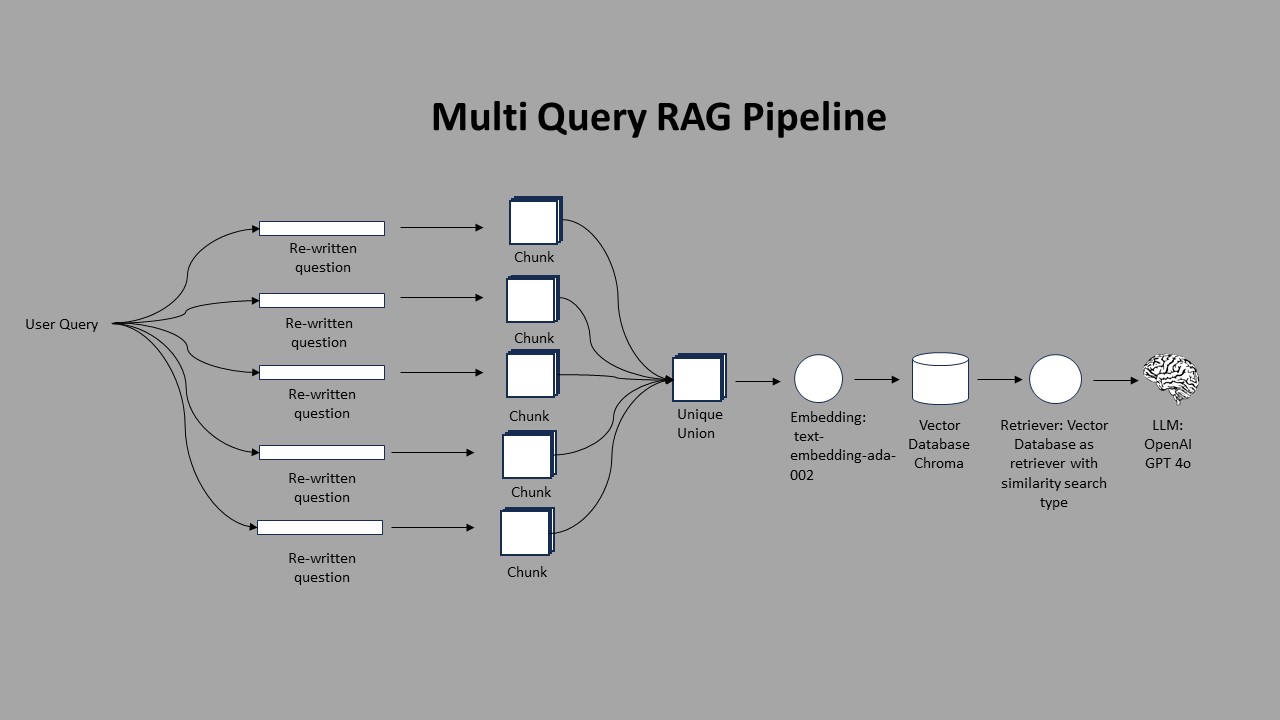 Multi Query RAG Pipeline
User Query
Re-written
question
Re-written
question
Re-written
question
Re-written
question
Re-written
question
Chunk
Chunk
Chunk
Chunk
Chunk
Unique
Union
Embedding:
text-
embedding-ada-
002
Vector
Database
Chroma
Retriever: Vector
Database as
retriever with
similarity search
type
LLM:
OpenAI
GPT 4o